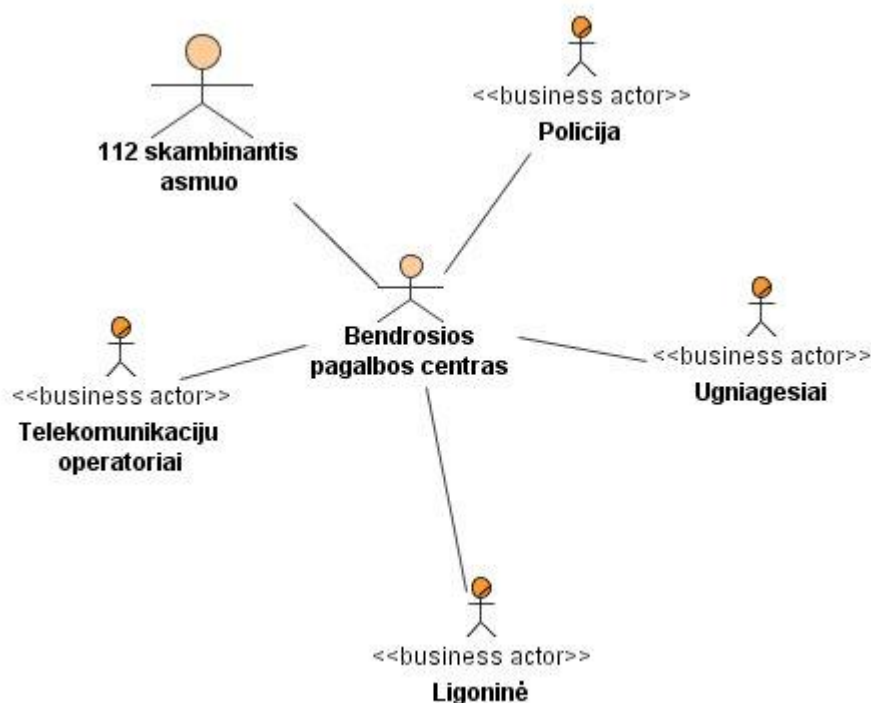 <<business actor>>
Policija
112 skambinantis
asmuo
Bendrosios
pagalbos centras
<<business actor>>
Ugniagesiai
<<business actor>>
Telekomunikaciju
operatoriai
<<business actor>>
Ligoninė